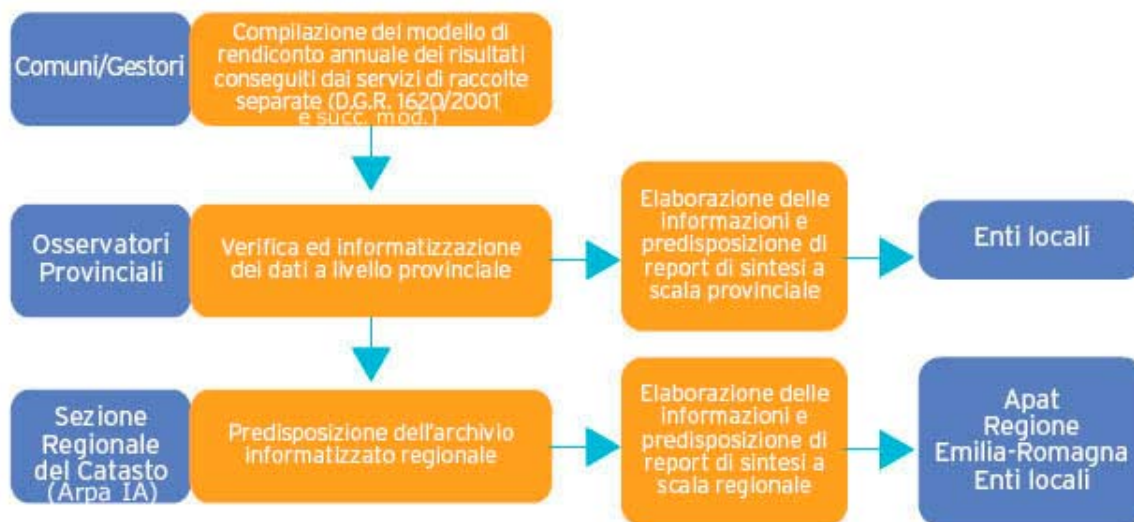 Comuni/Gestori
Compilazione del modello di
rendiconto annuale dei risultati
conseguiti dai servizi di raccolte
separate (D.G.R. 1620/2001
e succ. mod.)
Osservatori
Provinciali
Verifica ed informatizzazione
dei dati a livello provinciale
Elaborazione delle
informazioni e
predisposizione di
report di sintesi a
scala provinciale
Enti locali
Sezione
Regionale
del Catasto
(Arpa IA)
Predisposizione dell'archivio
informatizzato regionale
Elaborazione delle
informazioni e
predisposizione di
report di sintesi a
scala regionale
Apat
Regione
Emilia-Romagna
Enti locali